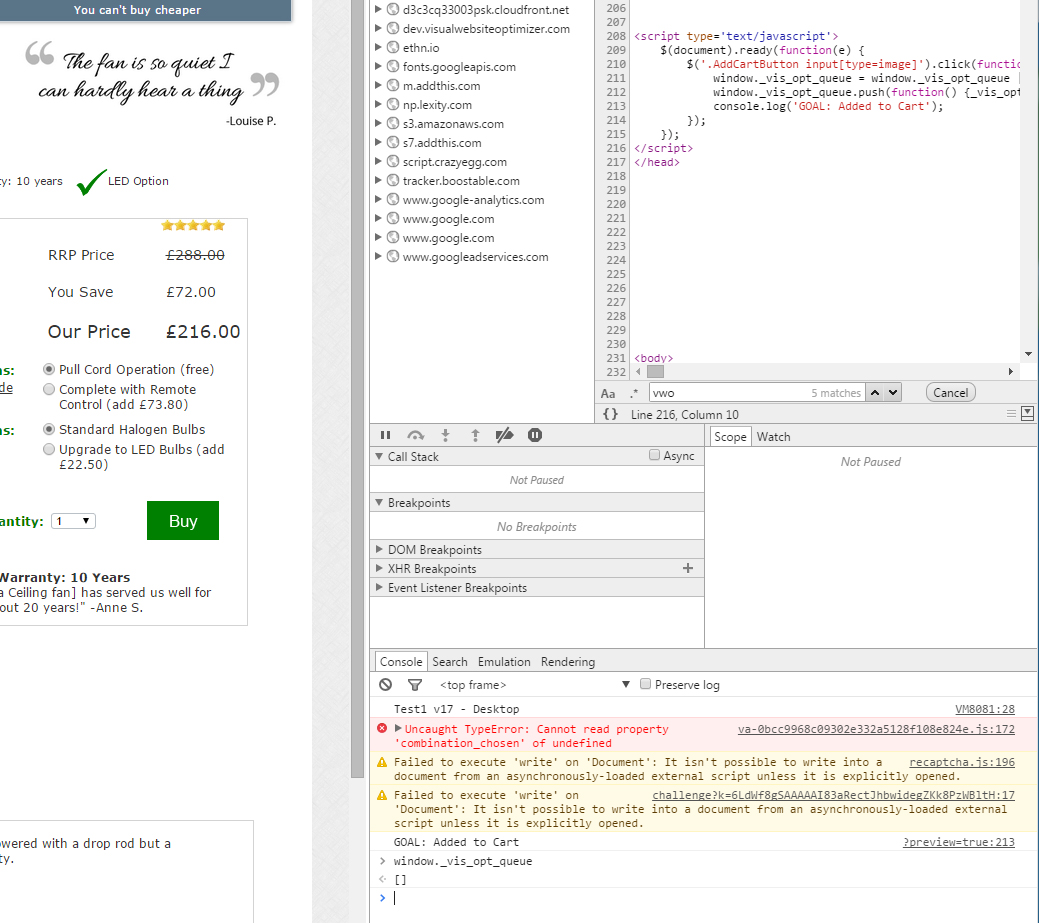 You can't buy cheaper
“ The fan is so quiet I
can hardly hear a thing ”
-Louise P.
ty: 10 years
LED Option
RRP Price £288.00
You Save £72.00
Our Price £216.00
ns:
de
Pull Cord Operation (free)
Complete with Remote
Control (add £73.80)
ns:
Standard Halogen Bulbs
Upgrade to LED Bulbs (add
£22.50)
antity: 1
Buy
Warranty: 10 Years
a Ceiling fan] has served us well for
out 20 years!" -Anne S.
owered with a drop rod but a
ty.
d3c3cq33003psk.cloudfront.net
dev.visualwebsiteoptimizer.com
ethn.io
fonts.googleapis.com
m.addthis.com
np.lexity.com
s3.amazonaws.com
s7.addthis.com
script.crazyegg.com
tracker.boostable.com
www.google-analytics.com
www.google.com
www.google.com
www.googleadservices.com
206
207
208 <script type='text/javascript'>
209 $(document).ready(function(e) {
210 $('.AddCartButton input[type=image]').click(functio
211 window._vis_opt_queue = window._vis_opt_queue |
212 window._vis_opt_queue.push(function() {_vis_opt
213 console.log('GOAL: Added to Cart');
214 });
215 });
216 </script>
217 </head>
218
219
220
221
222
223
224
225
226
227
228
229
230
231 <body>
232
Aa .* vwo 5 matches Cancel
{} Line 216, Column 10
Call Stack Async
Not Paused
Breakpoints
No Breakpoints
DOM Breakpoints
XHR Breakpoints
Event Listener Breakpoints
Scope Watch
Not Paused
Console Search Emulation Rendering
<top frame> Preserve log
Test1 v17 - Desktop VM8081:28
Uncaught TypeError: Cannot read property va-0bcc9968c09302e332a5128f108e824e.js:172
'combination_chosen' of undefined
Failed to execute 'write' on 'Document': It isn't possible to write into a recaptcha.js:196
document from an asynchronously-loaded external script unless it is explicitly opened.
Failed to execute 'write' on challenge?k=6LdWf8gSAAAAAI83aRectJhbwidegZKk8PzWBltH:17
'Document': It isn't possible to write into a document from an asynchronously-loaded external
script unless it is explicitly opened.
GOAL: Added to Cart ?preview=true:213
> window._vis_opt_queue
[]
>